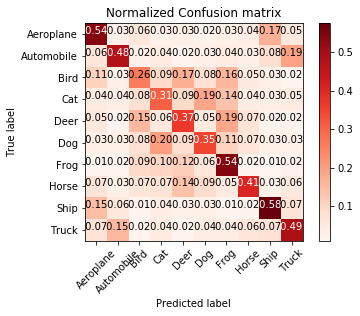 Normalized Confusion matrix
True label
Aeroplane 0.54 0.03 0.06 0.03 0.03 0.02 0.03 0.04 0.17 0.05
Automobile 0.06 0.48 0.02 0.04 0.02 0.03 0.04 0.03 0.08 0.19
Bird 0.11 0.03 0.26 0.09 0.17 0.08 0.16 0.05 0.03 0.02
Cat 0.04 0.04 0.08 0.31 0.09 0.19 0.14 0.04 0.03 0.05
Deer 0.05 0.02 0.15 0.06 0.37 0.05 0.19 0.07 0.02 0.02
Dog 0.03 0.03 0.08 0.20 0.09 0.35 0.11 0.07 0.03 0.03
Frog 0.01 0.02 0.09 0.10 0.12 0.06 0.54 0.02 0.01 0.02
Horse 0.07 0.03 0.07 0.07 0.14 0.09 0.05 0.41 0.03 0.06
Ship 0.15 0.06 0.01 0.04 0.03 0.03 0.01 0.02 0.58 0.07
Truck 0.07 0.15 0.02 0.04 0.02 0.04 0.04 0.06 0.07 0.49
Aeroplane Automobile Bird Cat Deer Dog Frog Horse Ship Truck
Predicted label
0.5
0.4
0.3
0.2
0.1